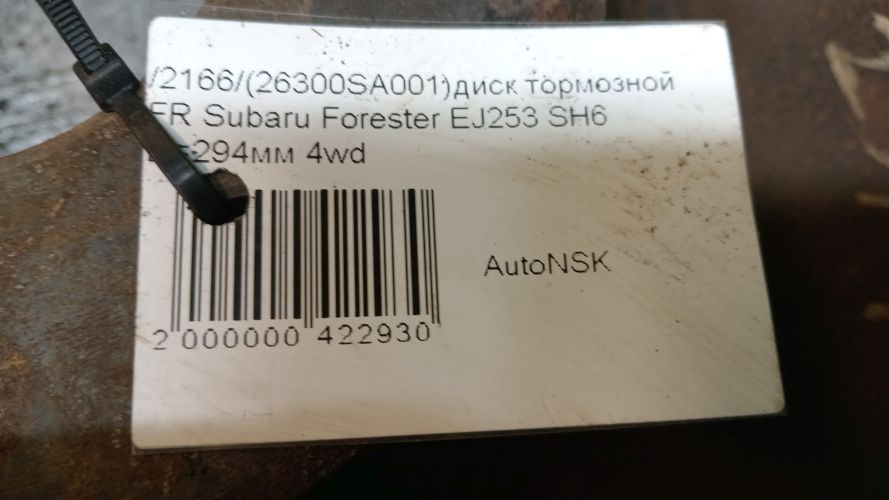 /2166/(26300SA001)диск тормозной
FR Subaru Forester EJ253 SH6
=294мм 4wd
AutoNSK
2 000000 422930